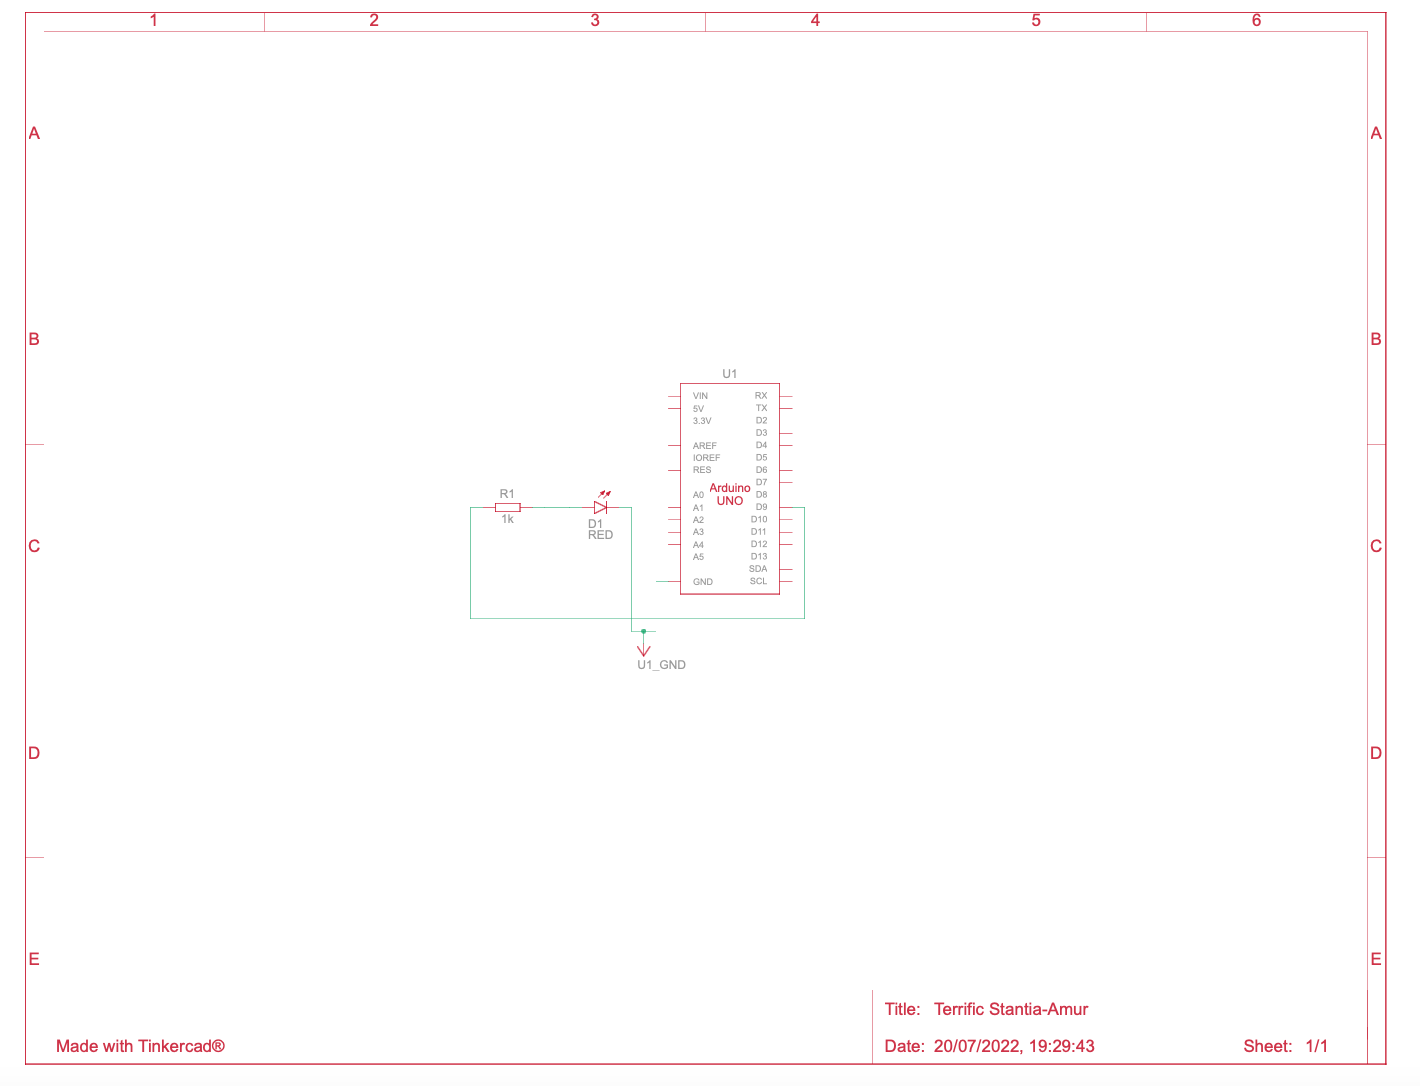 1 2 3 4 5 6
A A
B B
U1
VIN RX
5V TX
3.3V D2
D3
AREF D4
IOREF D5
RES D6
D7
Arduino
UNO
A0 D8
A1 D9
A2 D10
A3 D11
A4 D12
A5 D13
SDA
GND SCL
R1
1k
D1
RED
C C
U1_GND
D D
E E
Title: Terrific Stantia-Amur
Made with Tinkercad®
Date: 20/07/2022, 19:29:43
Sheet: 1/1